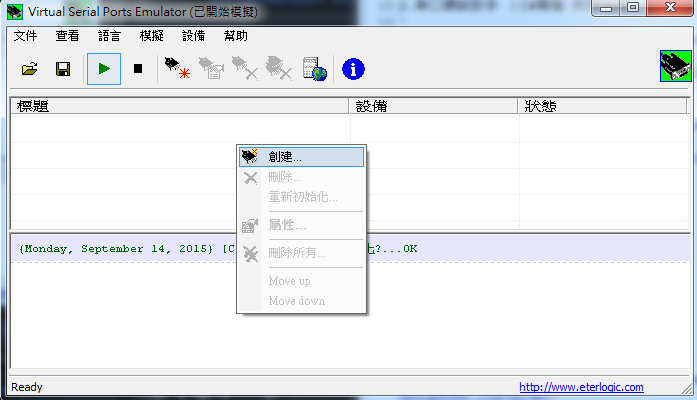 Virtual Serial Ports Emulator (已開始模擬)
文件 查看 語言 模擬 設備 幫助
標題 設備 狀態
創建...
刪除...
重新初始化...
屬性...
刪除所有...
Move up
Move down
{Monday, September 14, 2015} [C 化?...OK
Ready http://www.eterlogic.com